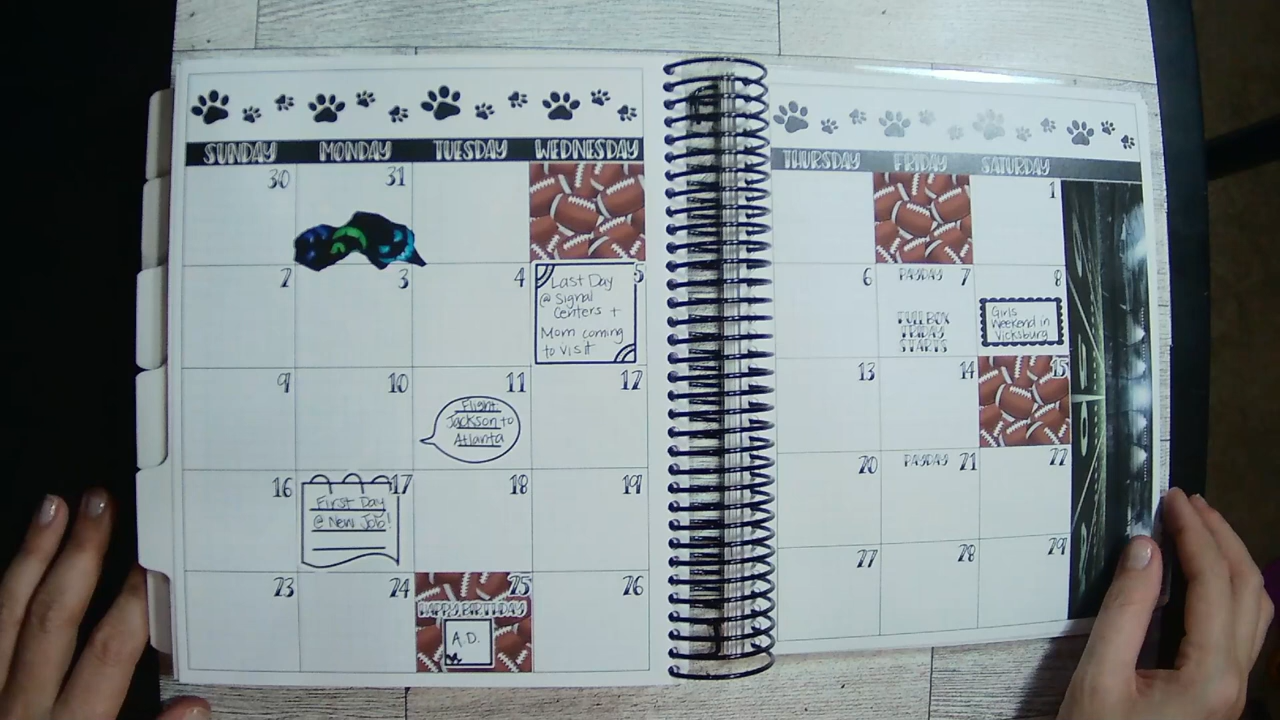 SUNDAY MONDAY TUESDAY WEDNESDAY THURSDAY FRIDAY SATURDAY
30 31 1
2 3 4 5 6 7 8
Last Day
@ Signal
Centers +
Mom coming
to visit
PAYDAY
FULL BOX
FRIDAY
STARTS
Girls
Weekend in
Vicksburg
9 10 11 12 13 14 15
Flight
Jackson to
Atlanta
16 17 18 19 20 21 22
First Day
@ New Job!
PAYDAY
23 24 25 26 27 28 29
HAPPY BIRTHDAY
A.D.